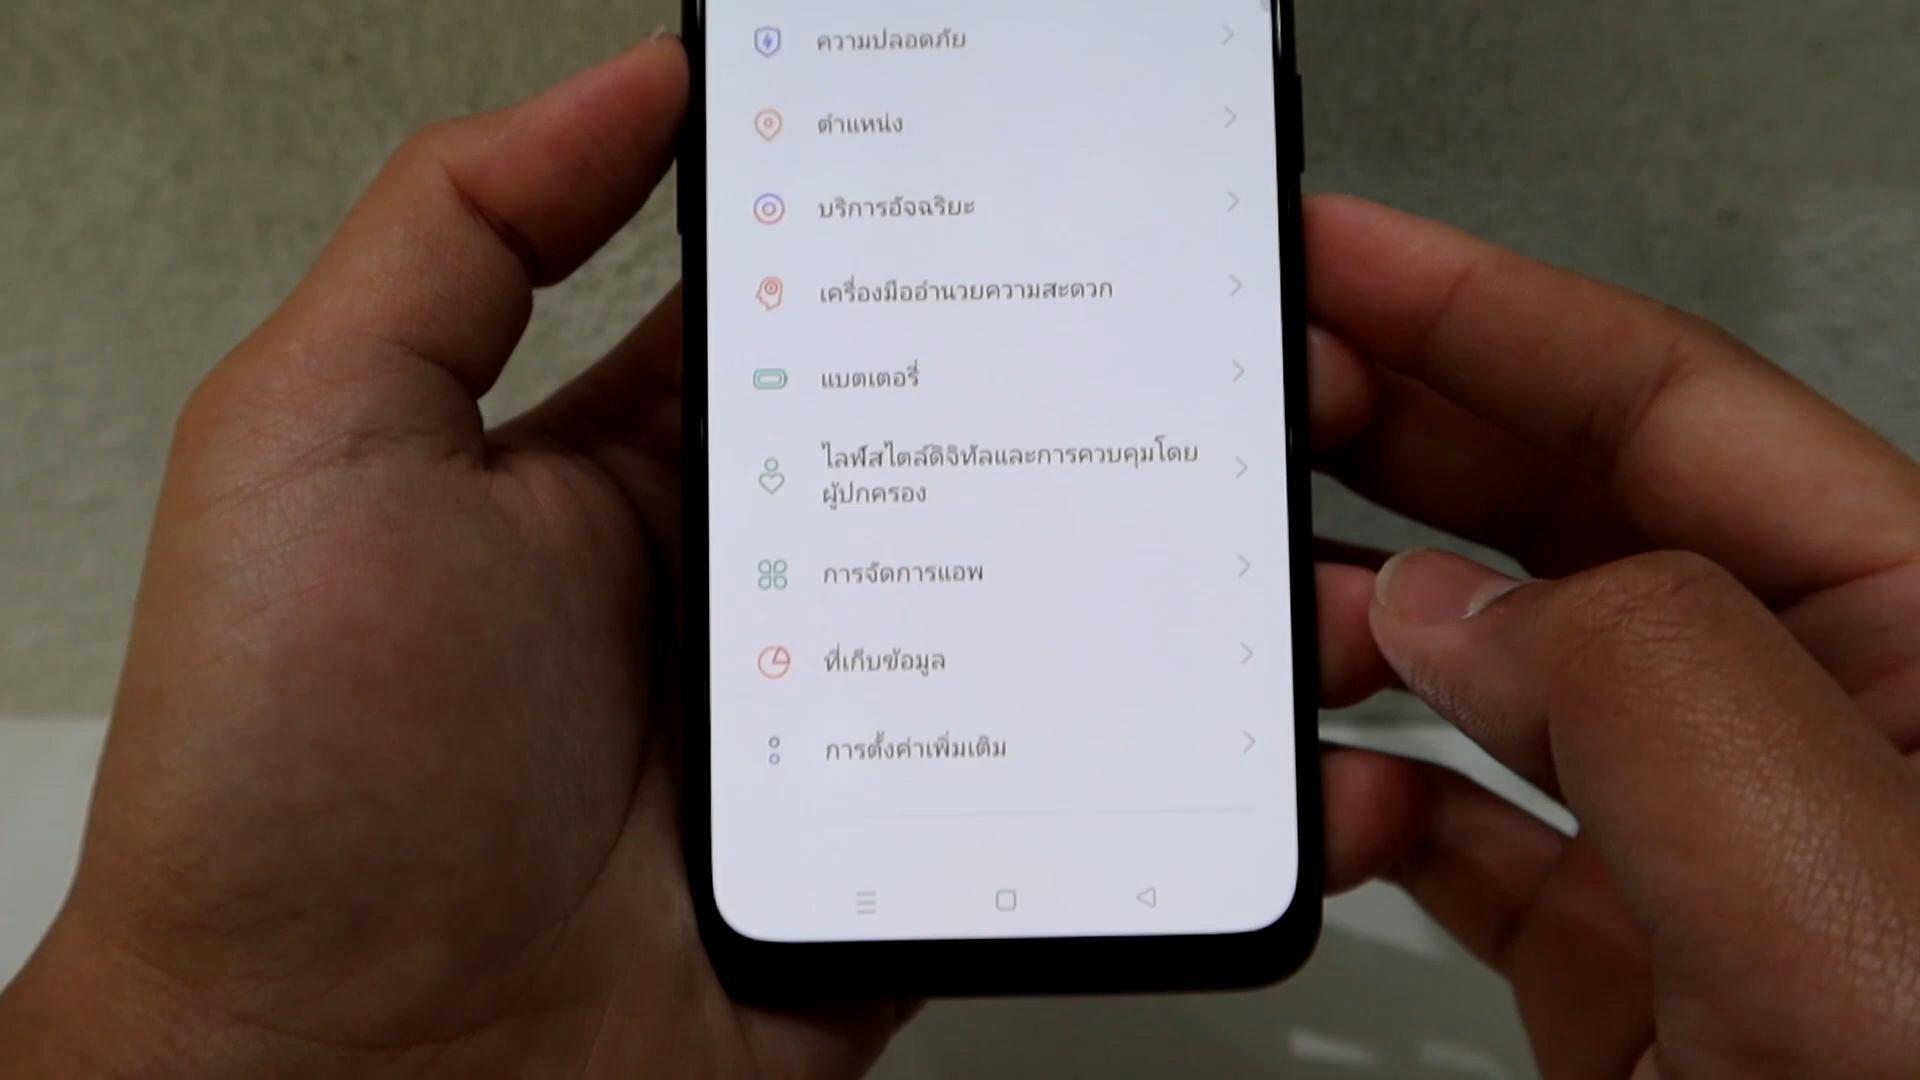 ความปลอดภัย
ตำแหน่ง
บริการอัจฉริยะ
เครื่องมืออำนวยความสะดวก
แบตเตอรี่
ไลฟ์สไตล์ดิจิทัลและการควบคุมโดย
ผู้ปกครอง
การจัดการแอพ
ที่เก็บข้อมูล
การตั้งค่าเพิ่มเติม